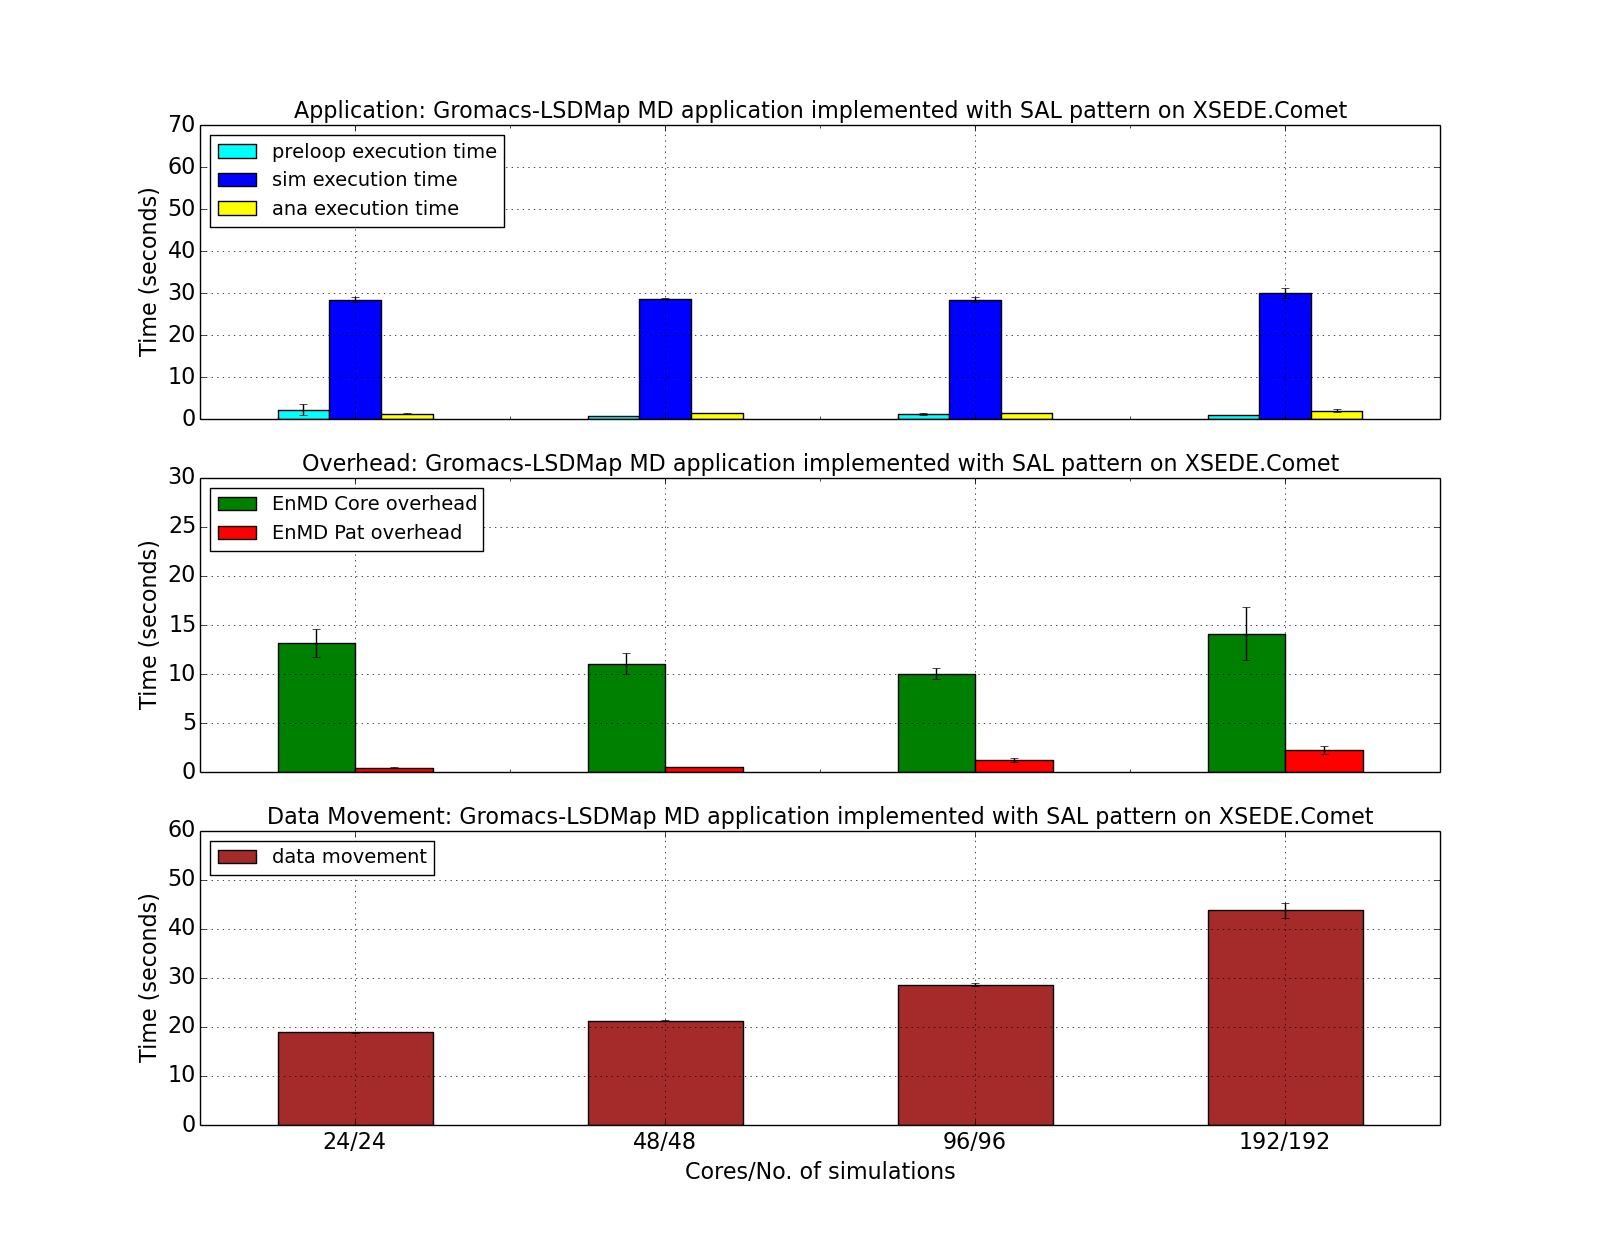 Application: Gromacs-LSDMap MD application implemented with SAL pattern on XSEDE.Comet
70
60
50
40
30
20
10
0
Time (seconds)
preloop execution time
sim execution time
ana execution time
Overhead: Gromacs-LSDMap MD application implemented with SAL pattern on XSEDE.Comet
30
25
20
15
10
5
0
Time (seconds)
EnMD Core overhead
EnMD Pat overhead
Data Movement: Gromacs-LSDMap MD application implemented with SAL pattern on XSEDE.Comet
60
50
40
30
20
10
0
Time (seconds)
data movement
24/24 48/48 96/96 192/192
Cores/No. of simulations